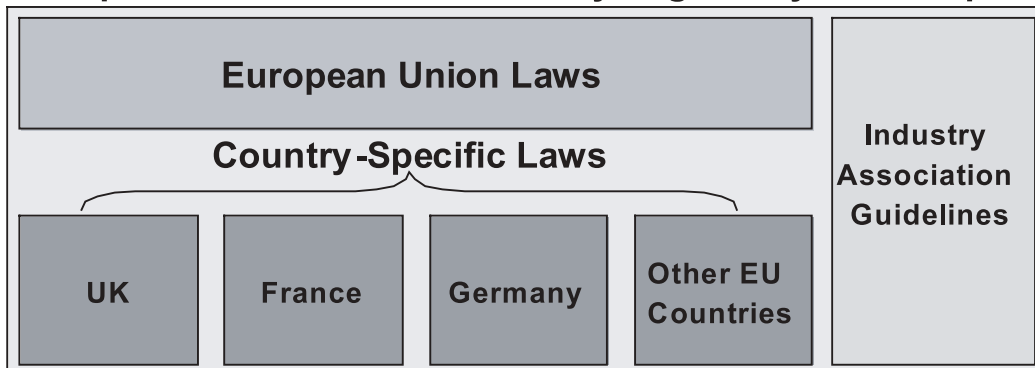 European Union Laws
Country-Specific Laws
UK
France
Germany
Other EU
Countries
Industry
Association
Guidelines